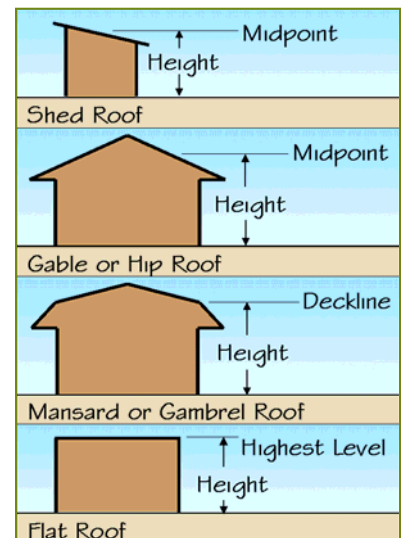 Midpoint
Height
Shed Roof
Midpoint
Height
Gable or Hip Roof
Deckline
Height
Mansard or Gambrel Roof
Highest Level
Height
Flat Roof